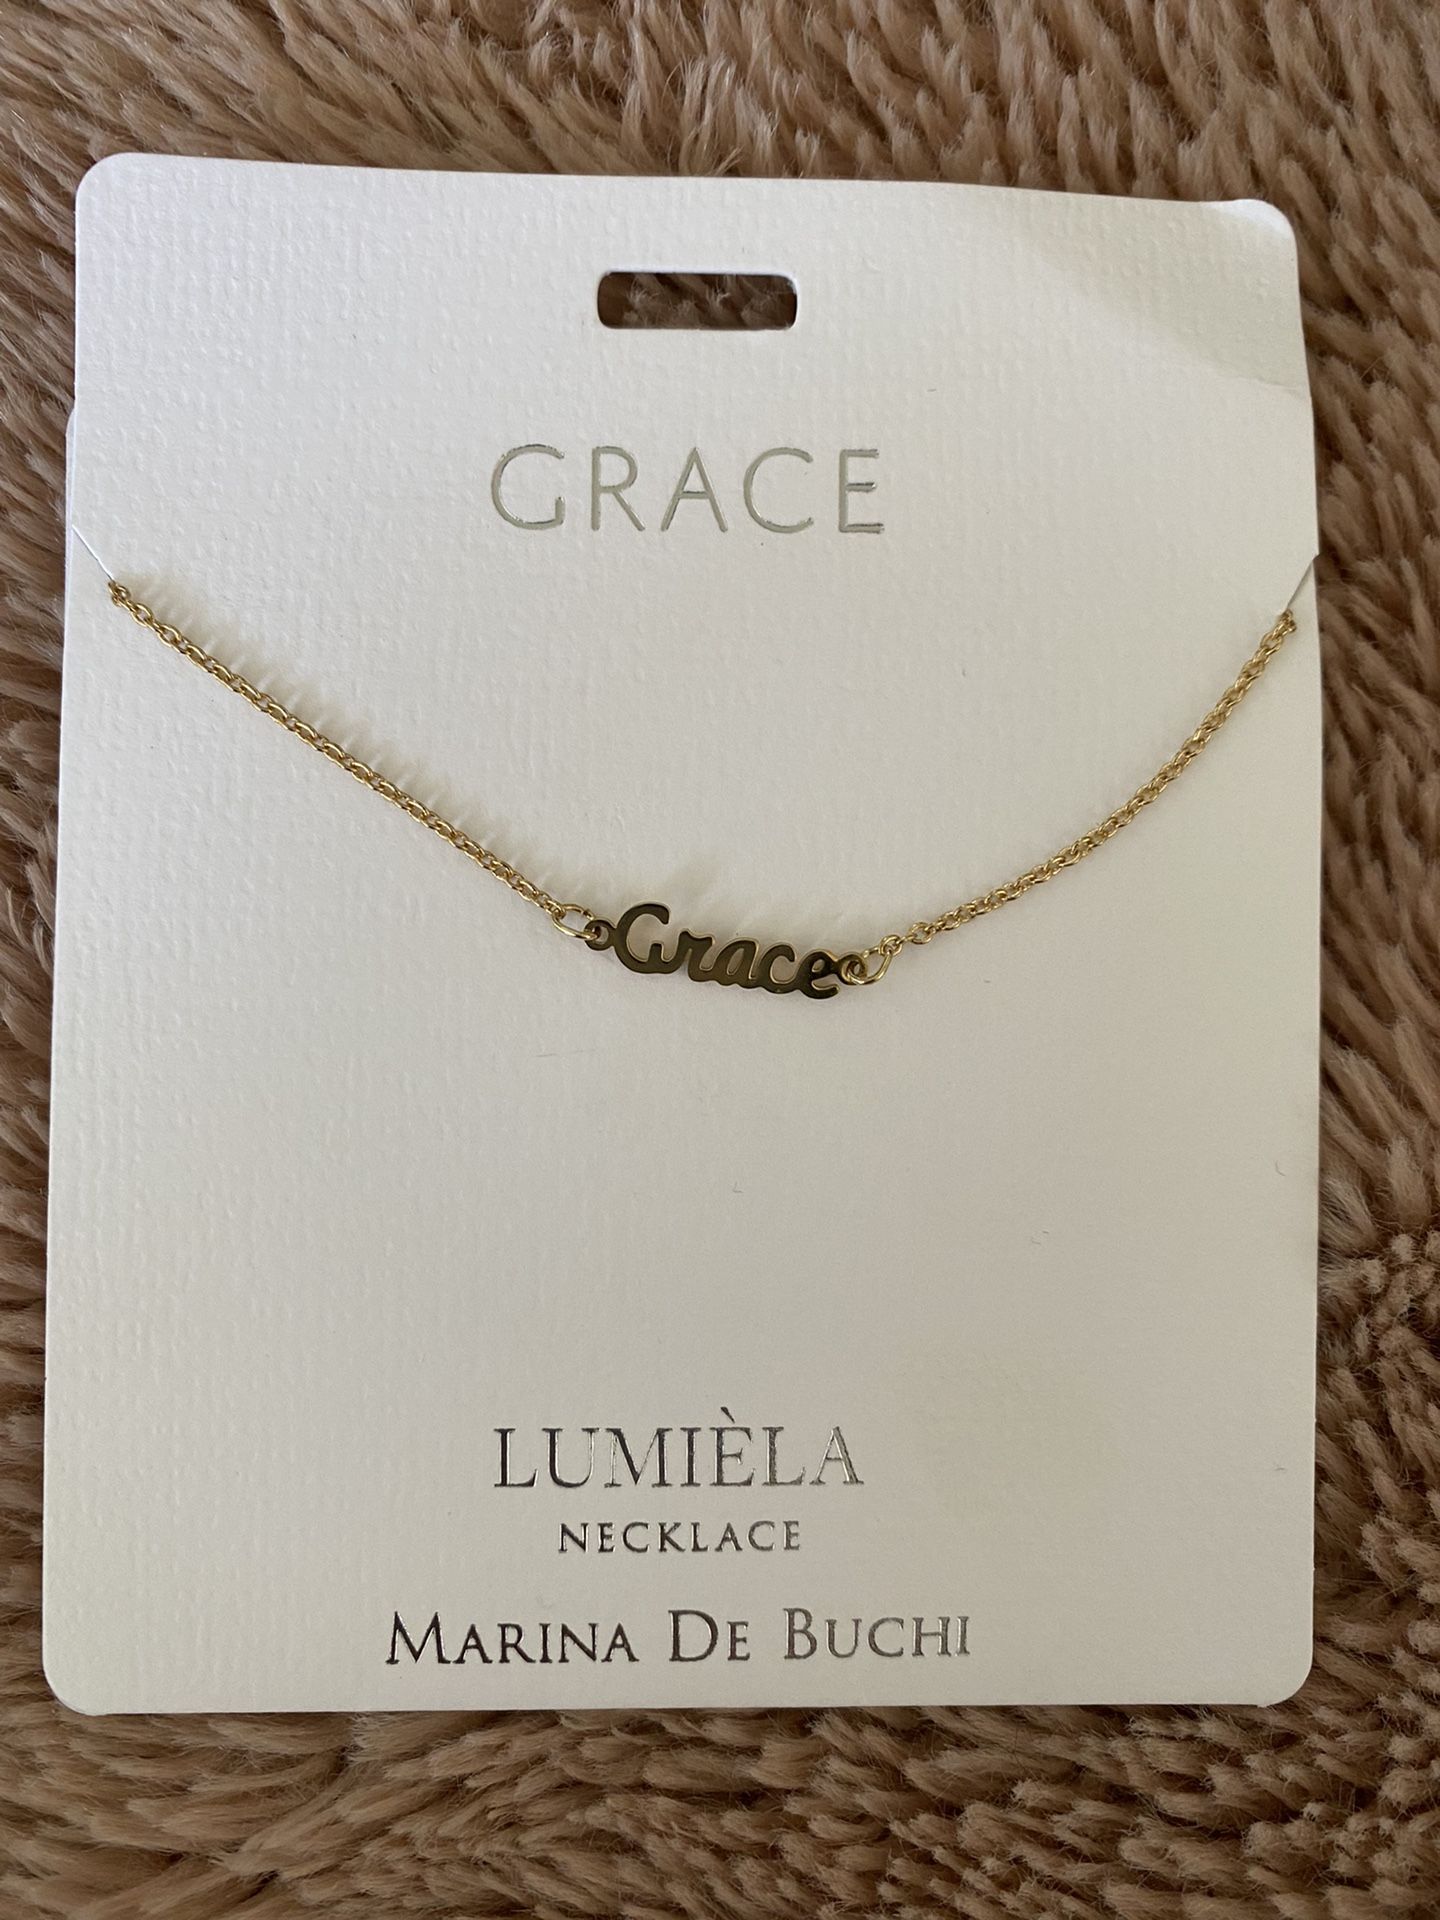 GRACE
Grace
LUMIÈLA
NECKLACE
MARINA DE BUCHI